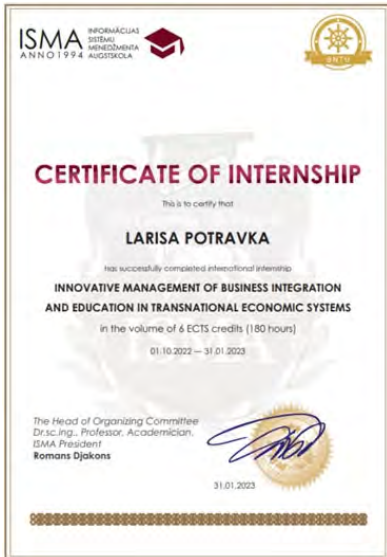 ISMA
ANNO1994
INFORMĀCIJAS
SISTĒMU
MENEDŽMENTA
AUGSTSKOLA
CERTIFICATE OF INTERNSHIP
This is to certify that
LARISA POTRAVKA
has successfully completed international internship
INNOVATIVE MANAGEMENT OF BUSINESS INTEGRATION
AND EDUCATION IN TRANSNATIONAL ECONOMIC SYSTEMS
in the volume of 6 ECTS credits (180 hours)
01.10.2022 — 31.01.2023
The Head of Organizing Committee
Dr.sc.ing., Professor, Academician,
ISMA President
Romans Djakons
31.01.2023